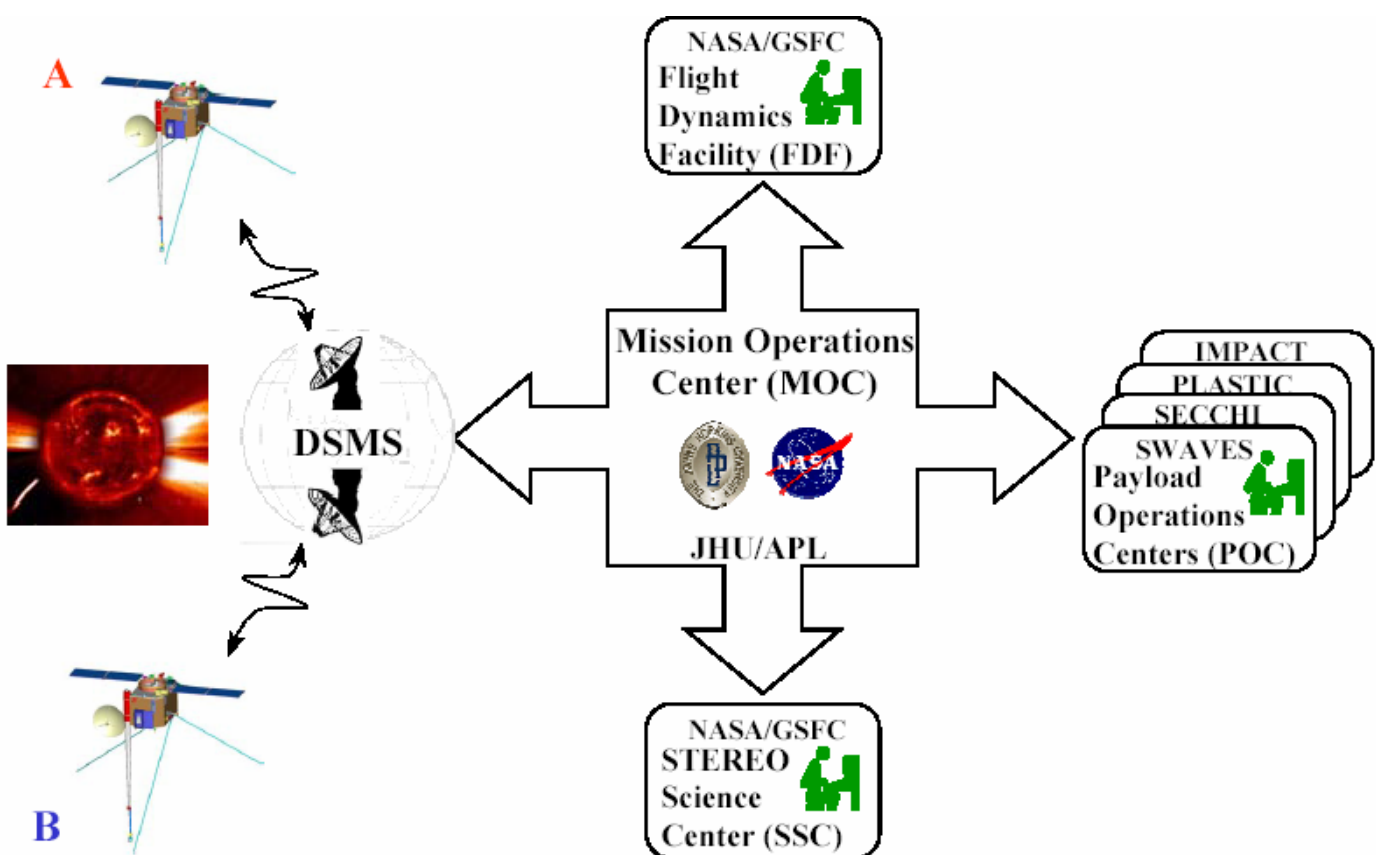 A
NASA/GSFC
Flight
Dynamics
Facility (FDF)
Mission Operations
Center (MOC)
NASA
JHU/APL
DSMS
IMPACT
PLASTIC
SECCHI
SWAVES
Payload
Operations
Centers (POC)
NASA/GSFC
STEREO
Science
Center (SSC)
B